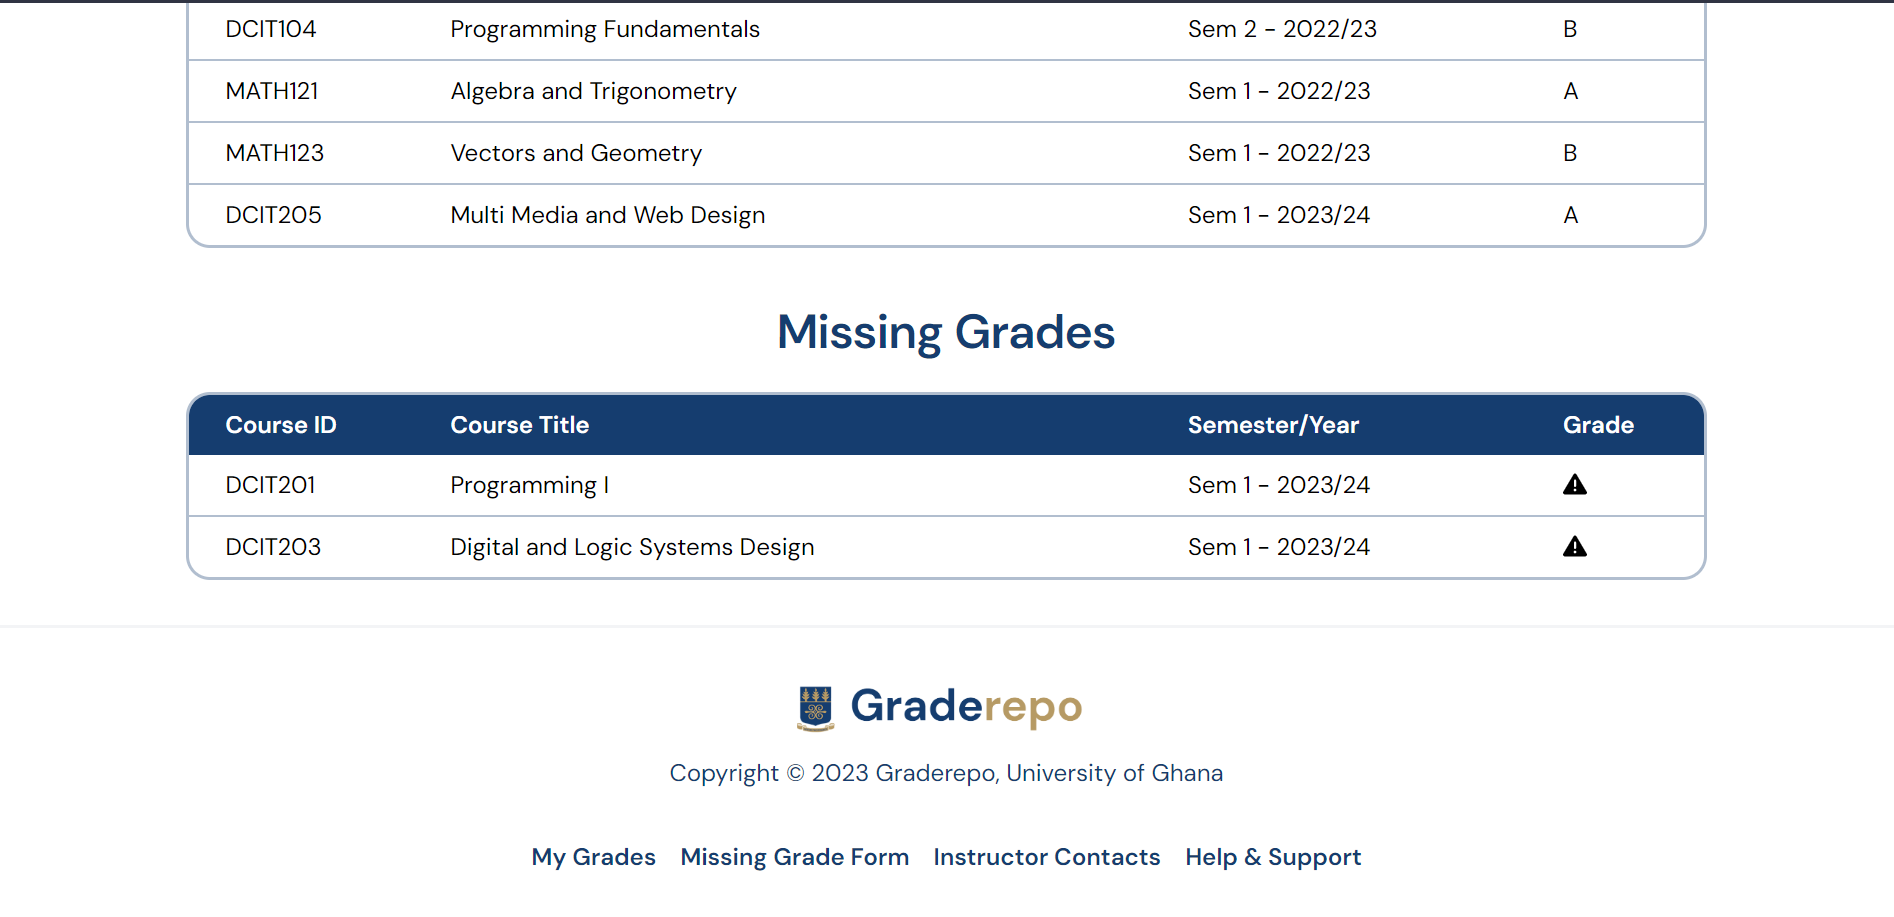 DCIT104 Programming Fundamentals Sem 2 - 2022/23 B
MATH121 Algebra and Trigonometry Sem 1 - 2022/23 A
MATH123 Vectors and Geometry Sem 1 - 2022/23 B
DCIT205 Multi Media and Web Design Sem 1 - 2023/24 A
Missing Grades
Course ID Course Title Semester/Year Grade
DCIT201 Programming I Sem 1 - 2023/24
DCIT203 Digital and Logic Systems Design Sem 1 - 2023/24
Graderepo
Copyright © 2023 Graderepo, University of Ghana
My Grades Missing Grade Form Instructor Contacts Help & Support